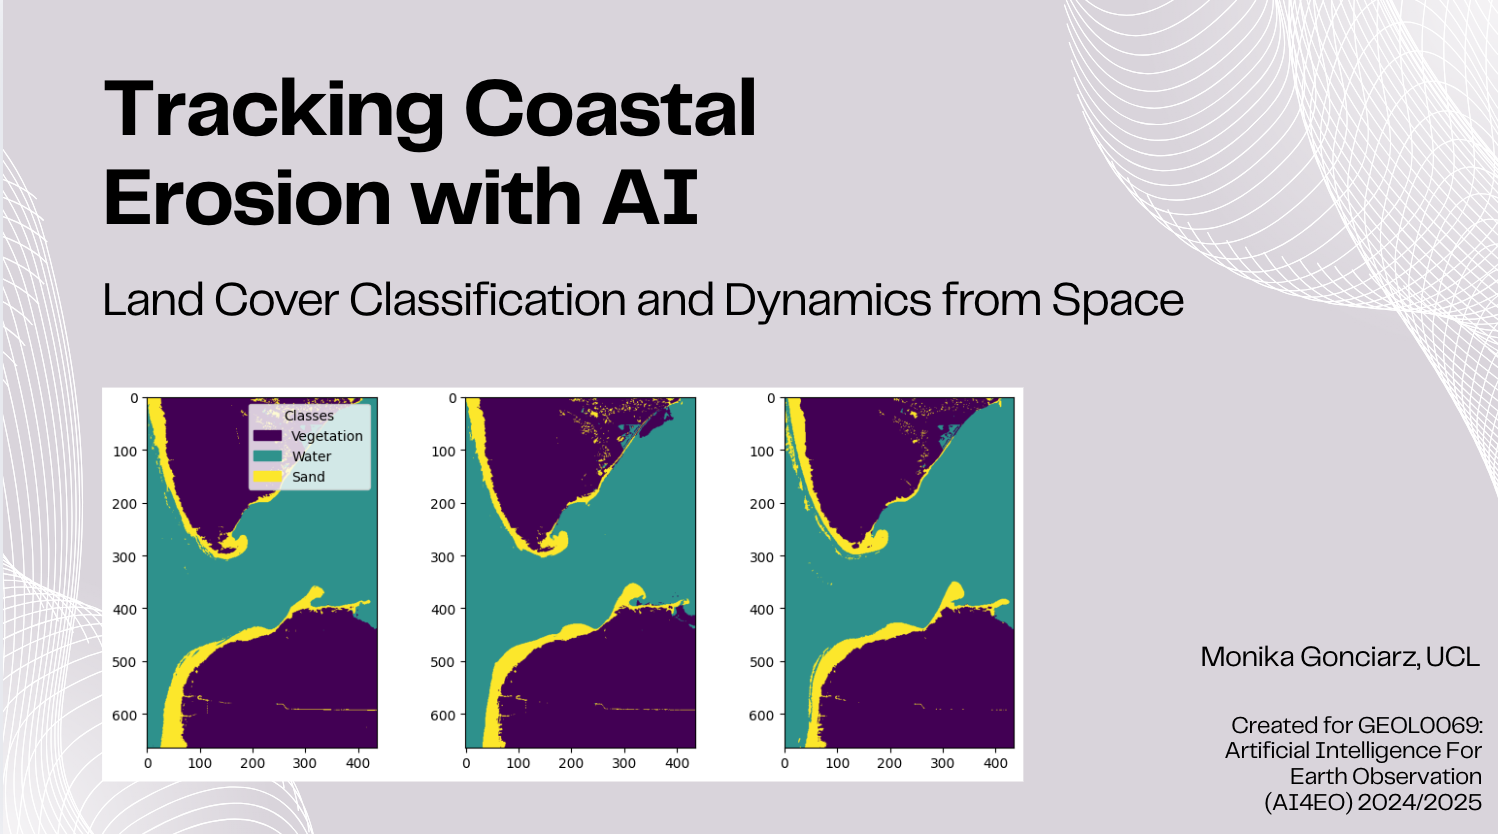 Tracking Coastal
Erosion with AI
Land Cover Classification and Dynamics from Space
0
100
200
300
400
500
600
0 100 200 300 400
Classes
Vegetation
Water
Sand
0
100
200
300
400
500
600
0 100 200 300 400
0
100
200
300
400
500
600
0 100 200 300 400
Monika Gonciarz, UCL
Created for GEOL0069:
Artificial Intelligence For
Earth Observation
(AI4EO) 2024/2025